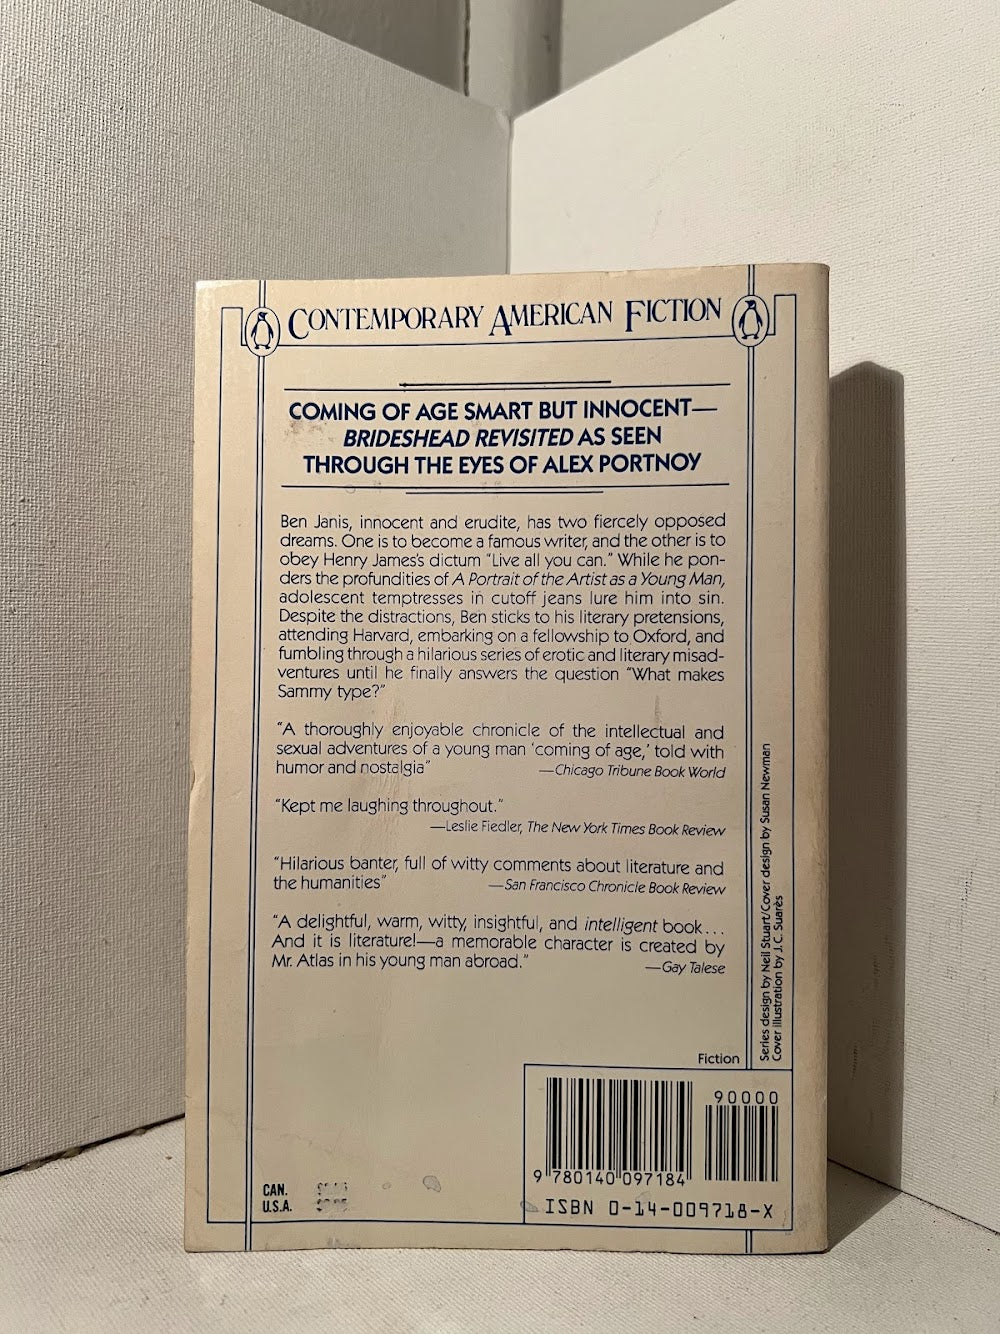 CONTEMPORARY AMERICAN FICTION
COMING OF AGE SMART BUT INNOCENT—
BRIDESHEAD REVISITED AS SEEN
THROUGH THE EYES OF ALEX PORTNOY
Ben Janis, innocent and erudite, has two fiercely opposed
dreams. One is to become a famous writer, and the other is to
obey Henry James's dictum "Live all you can." While he pon-
ders the profundities of A Portrait of the Artist as a Young Man,
adolescent temptresses in cutoff jeans lure him into sin.
Despite the distractions, Ben sticks to his literary pretensions,
attending Harvard, embarking on a fellowship to Oxford, and
fumbling through a hilarious series of erotic and literary misad-
ventures until he finally answers the question "What makes
Sammy type?"
"A thoroughly enjoyable chronicle of the intellectual and
sexual adventures of a young man 'coming of age,' told with
humor and nostalgia" —Chicago Tribune Book World
"Kept me laughing throughout."
—Leslie Fiedler, The New York Times Book Review
"Hilarious banter, full of witty comments about literature and
the humanities" —San Francisco Chronicle Book Review
"A delightful, warm, witty, insightful, and intelligent book...
And it is literature!—a memorable character is created by
Mr. Atlas in his young man abroad." —Gay Talese
Series design by Neil Stuart/Cover design by Susan Newman
Cover illustration by J.C. Suarès
Fiction
90000
9 780140 097184
ISBN 0-14-009718-X
CAN.
U.S.A.